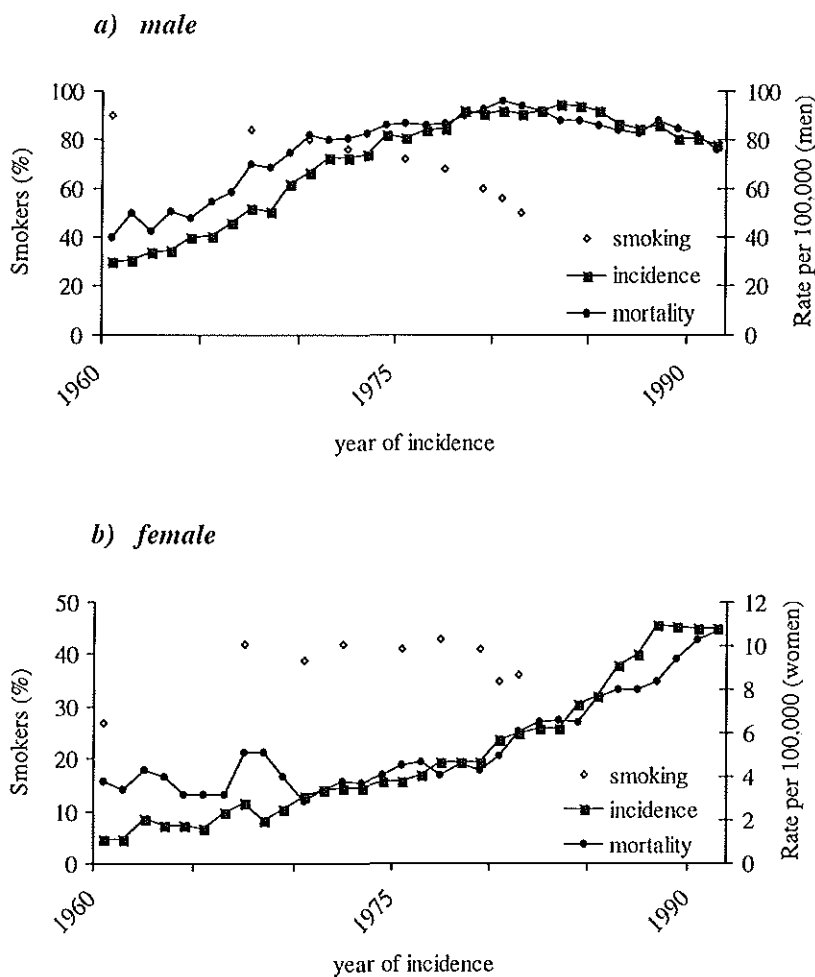 a) male
100
80
60
40
20
0
Smokers (%)
100
80
60
40
20
0
Rate per 100,000 (men)
smoking
incidence
mortality
1960
1975
1990
year of incidence
b) female
50
40
30
20
10
0
Smokers (%)
12
10
8
6
4
2
0
Rate per 100,000 (women)
smoking
incidence
mortality
1960
1975
1990
year of incidence